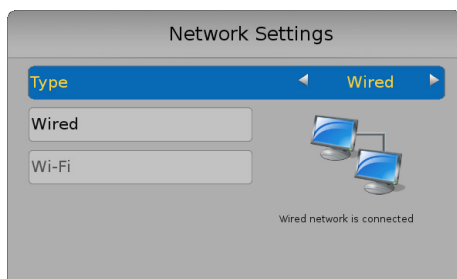 Network Settings
Type Wired
Wired
Wi-Fi
Wired network is connected